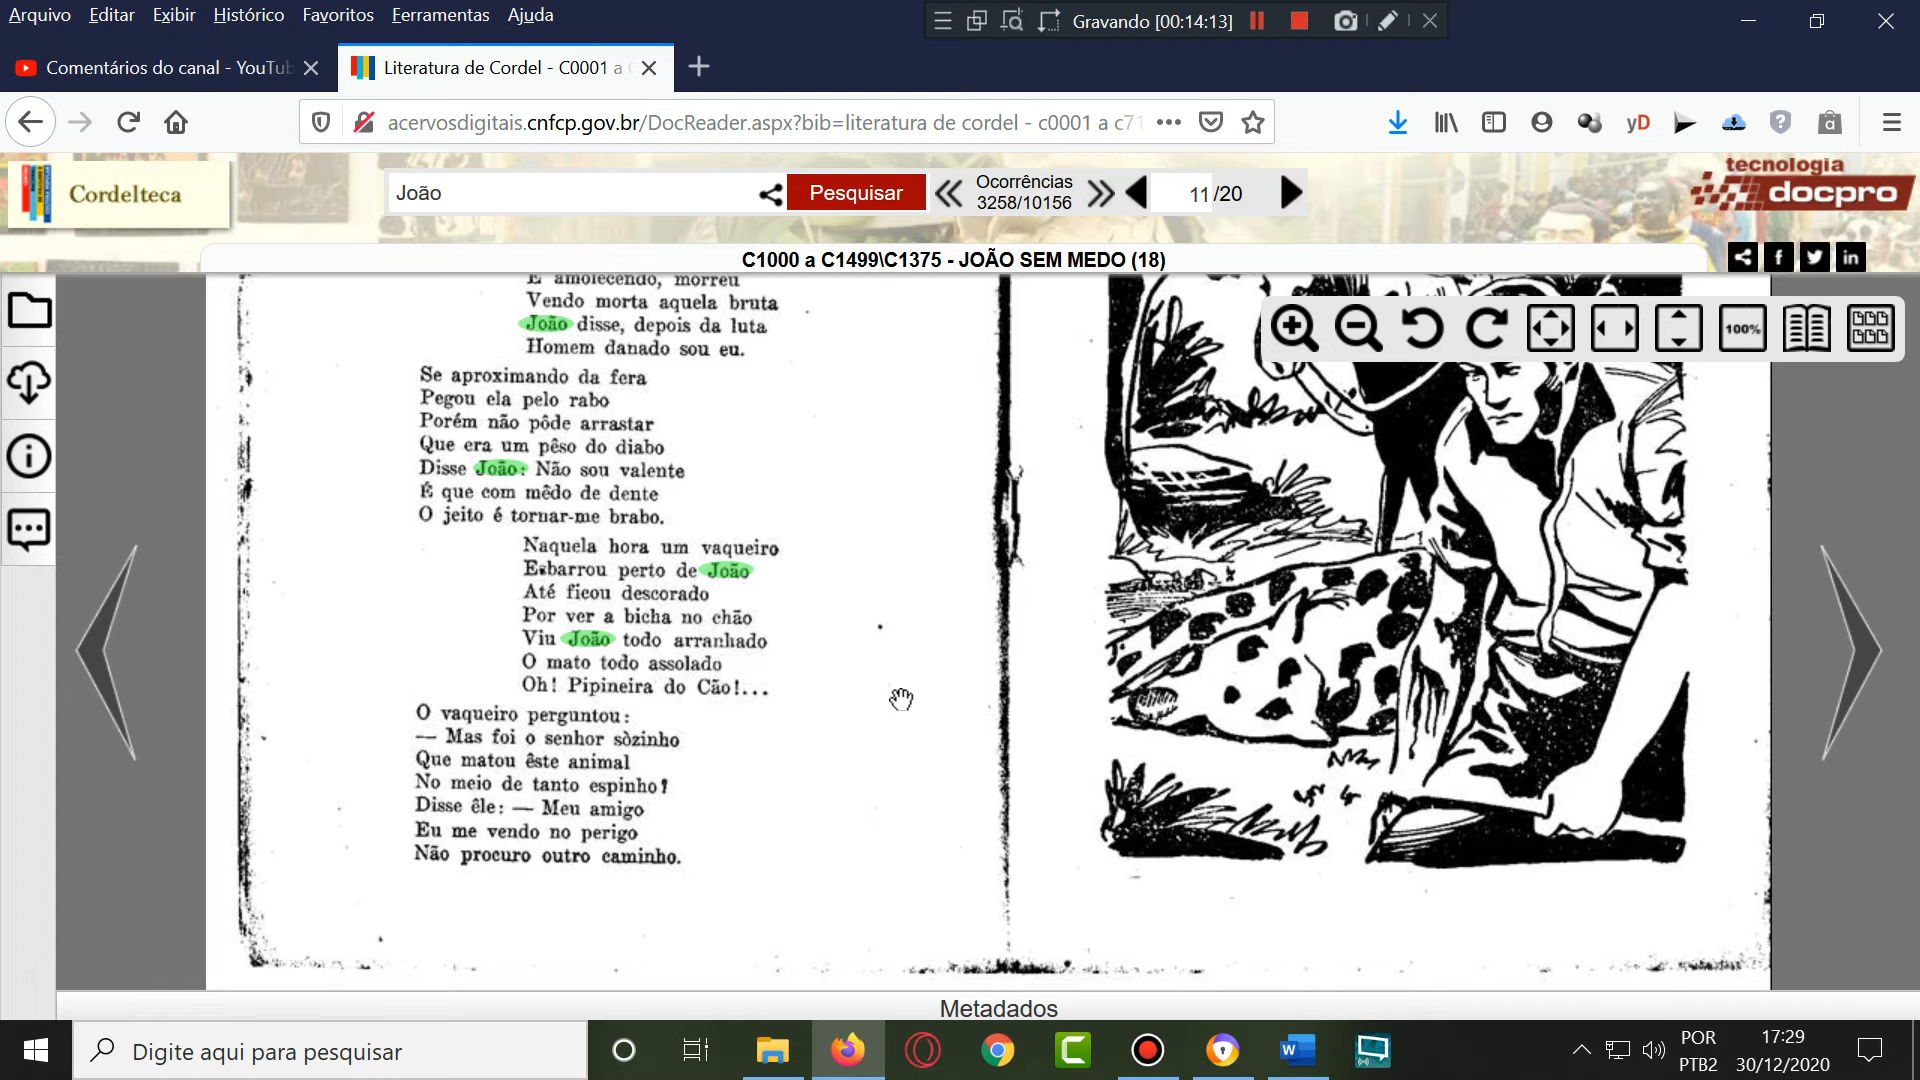 Arquivo Editar Exibir Histórico Favoritos Ferramentas Ajuda
Gravando [00:14:13]
Comentários do canal - YouTub
Literatura de Cordel - C0001 a C
acervosdigitais.cnfcp.gov.br/DocReader.aspx?bib=literatura de cordel - c0001 a c71
yD
Cordelteca
João
Pesquisar
Ocorrências
3258/10156
11/20
tecnologia
docpro
C1000 a C1499\C1375 - JOÃO SEM MEDO (18)
100%
E amolecendo, morreu
Vendo morta aquela bruta
João disse, depois da luta
Homem danado sou eu.
Se aproximando da fera
Pegou ela pelo rabo
Porém não pôde arrastar
Que era um pêso do diabo
Disse João: Não sou valente
É que com mêdo de dente
O jeito é tornar-me brabo.
Naquela hora um vaqueiro
Esbarrou perto de João
Até ficou descorado
Por ver a bicha no chão
Viu João todo arranhado
O mato todo assolado
Oh! Pipineira do Cão!...
O vaqueiro perguntou:
— Mas foi o senhor sòzinho
Que matou êste animal
No meio de tanto espinho?
Disse êle: — Meu amigo
Eu me vendo no perigo
Não procuro outro caminho.
Metadados
Digite aqui para pesquisar
POR
PTB2
17:29
30/12/2020